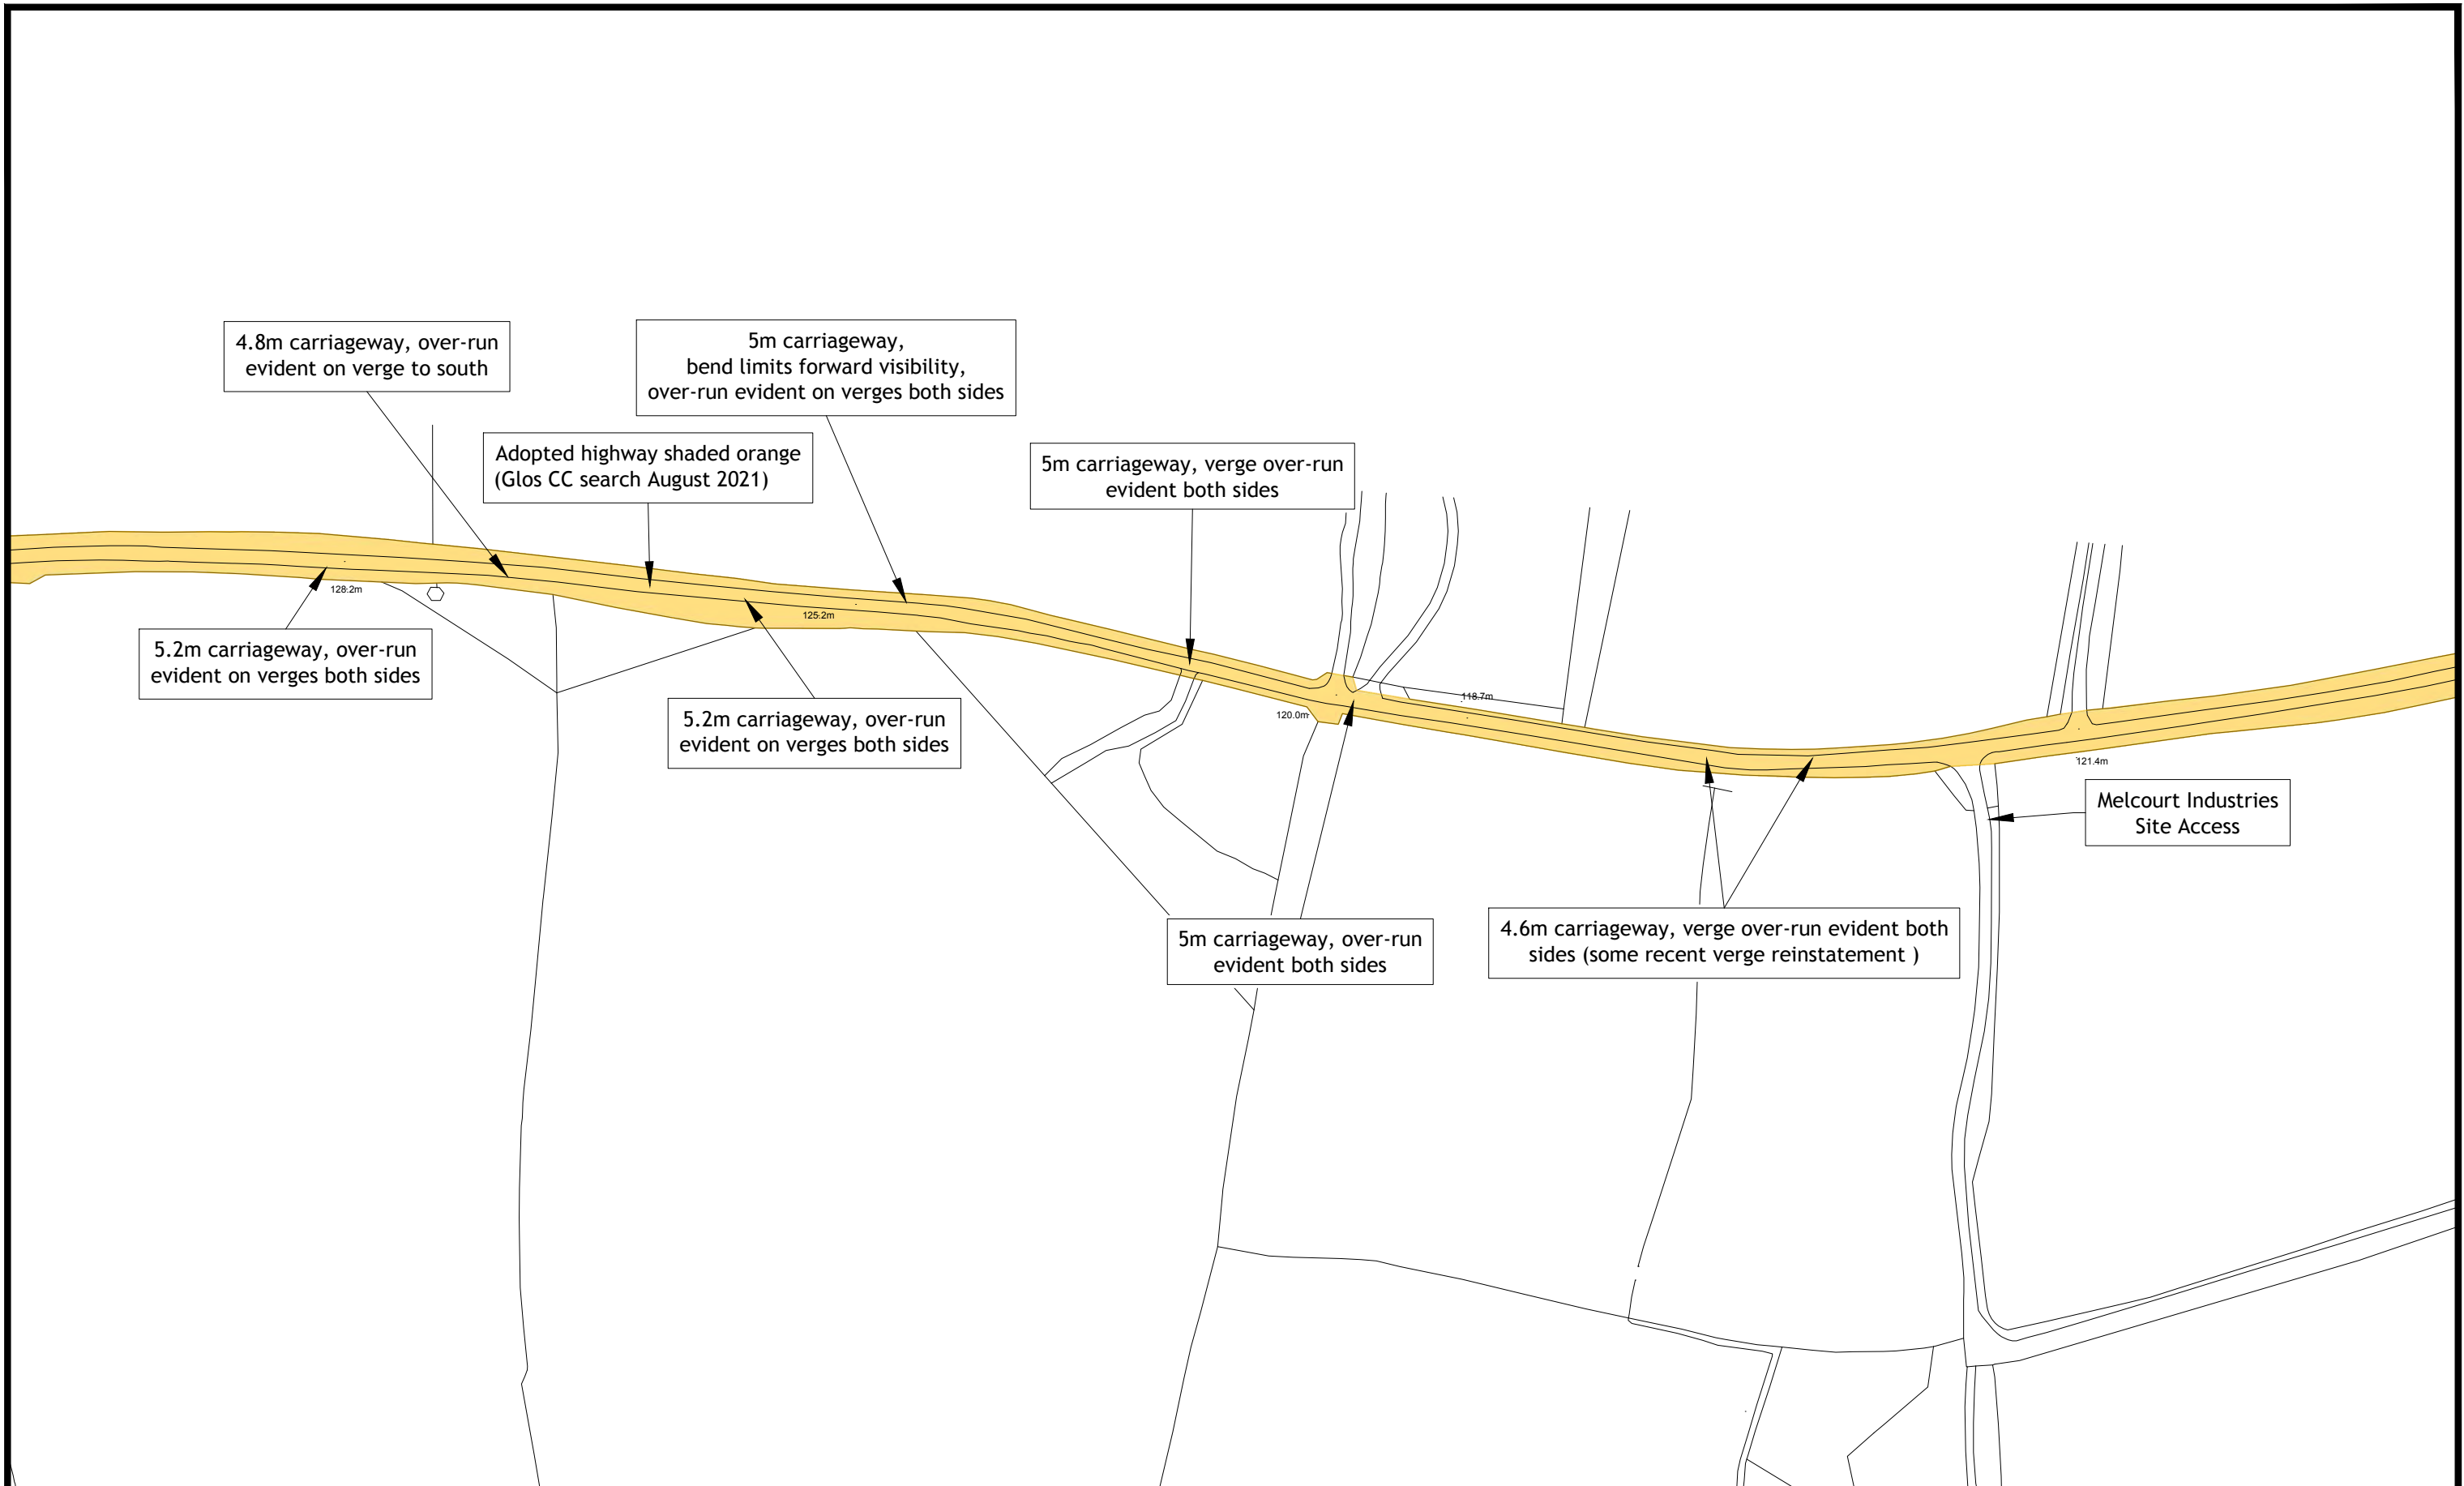 4.8m carriageway, over-run
evident on verge to south
5m carriageway,
bend limits forward visibility,
over-run evident on verges both sides
Adopted highway shaded orange
(Glos CC search August 2021)
5m carriageway, verge over-run
evident both sides
128.2m
125.2m
5.2m carriageway, over-run
evident on verges both sides
5.2m carriageway, over-run
evident on verges both sides
118.7m
120.0m
121.4m
Melcourt Industries
Site Access
5m carriageway, over-run
evident both sides
4.6m carriageway, verge over-run evident both
sides (some recent verge reinstatement )